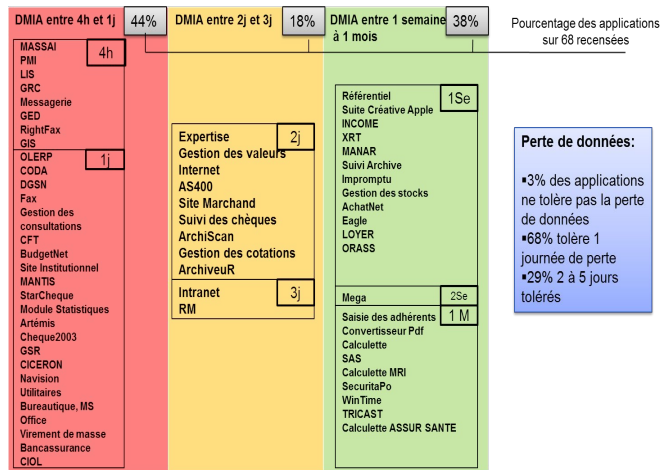 DMIA entre 4h et 1j
44%
MASSAI
4h
PMI
LIS
GRC
Messagerie
GED
RightFax
GIS
OLERP
1j
CODA
DGSN
Fax
Gestion des
consultations
CFT
BudgetNet
Site Institutionnel
MANTIS
StarCheque
Module Statistiques
Artémis
Cheque2003
GSR
CICERON
Navision
Utilitaires
Bureautique, MS
Office
Virement de masse
Bancassurance
CIOL
DMIA entre 2j et 3j
18%
Expertise
2j
Gestion des valeurs
Internet
AS400
Site Marchand
Suivi des chèques
ArchiScan
Gestion des cotations
ArchiveuR
Intranet
3j
RM
DMIA entre 1 semaine
à 1 mois
38%
Référentiel
1Se
Suite Créative Apple
INCOME
XRT
MANAR
Suivi Archive
Impromptu
Gestion des stocks
AchatNet
Eagle
LOYER
ORASS
Mega
2Se
Saisie des adhérents
1 M
Convertisseur Pdf
Calculette
SAS
Calculette MRI
SecuritaPo
WinTime
TRICAST
Calculette ASSUR SANTE
Pourcentage des applications
sur 68 recensées
Perte de données:
▪3% des applications
ne tolère pas la perte
de données
▪68% tolère 1
journée de perte
▪29% 2 à 5 jours
tolérés